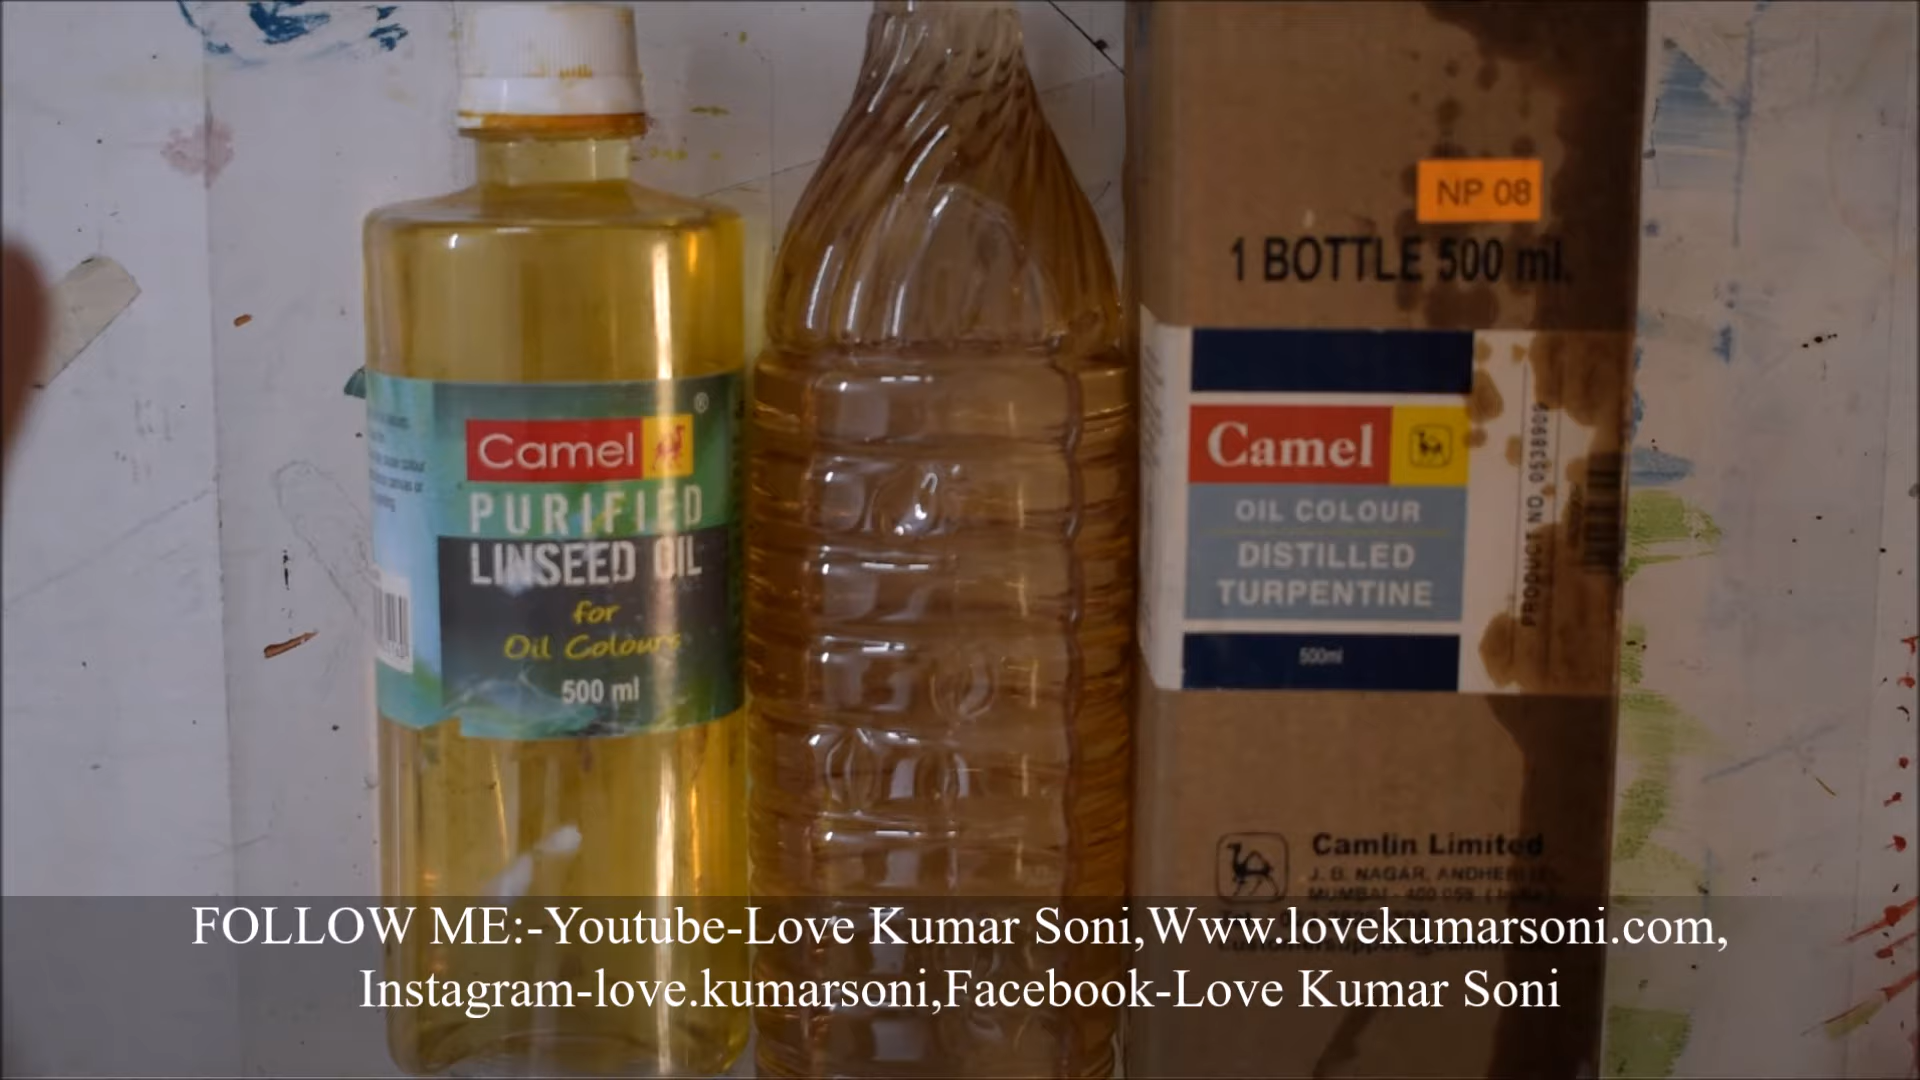 Camel
®
PURIFIED
LINSEED OIL
for
Oil Colours
500 ml
NP 08
1 BOTTLE 500 ml.
Camel
OIL COLOUR
DISTILLED
TURPENTINE
500ml
PRODUCT NO. 0538909
Camlin Limited
J. B. NAGAR, ANDHERI
MUMBAI - 400 059. (India)
FOLLOW ME:-Youtube-Love Kumar Soni,Www.lovekumarsoni.com,
Instagram-love.kumarsoni,Facebook-Love Kumar Soni